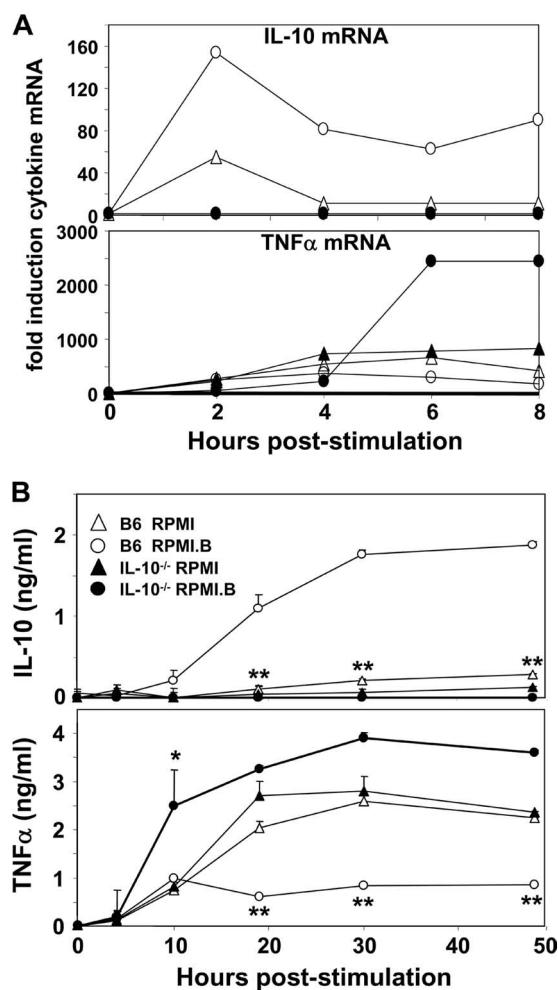 A
IL-10 mRNA
fold induction cytokine mRNA
160
120
80
40
0
TNFα mRNA
3000
2000
1000
0
0 2 4 6 8
Hours post-stimulation
B
B6 RPMI
B6 RPMI.B
IL-10-/- RPMI
IL-10-/- RPMI.B
IL-10 (ng/ml)
2
1
0
** ** **
TNFα (ng/ml)
4
3
2
1
0
*
** ** **
0 10 20 30 40 50
Hours post-stimulation